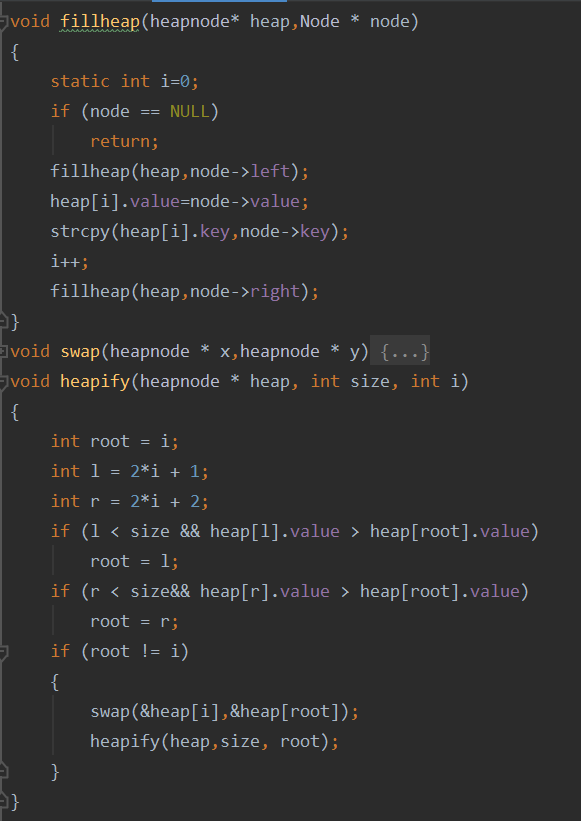 void fillheap(heapnode* heap,Node * node)
{
    static int i=0;
    if (node == NULL)
        return;
    fillheap(heap,node->left);
    heap[i].value=node->value;
    strcpy(heap[i].key,node->key);
    i++;
    fillheap(heap,node->right);
}
void swap(heapnode * x,heapnode * y) {...}
void heapify(heapnode * heap, int size, int i)
{
    int root = i;
    int l = 2*i + 1;
    int r = 2*i + 2;
    if (l < size && heap[l].value > heap[root].value)
        root = l;
    if (r < size&& heap[r].value > heap[root].value)
        root = r;
    if (root != i)
    {
        swap(&heap[i],&heap[root]);
        heapify(heap,size, root);
    }
}